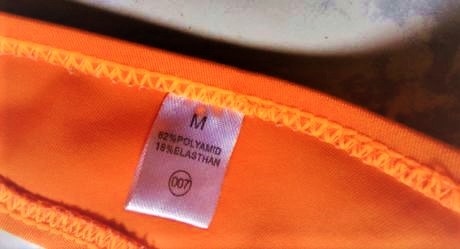 M
82%POLYAMID
18%ELASTHAN
007